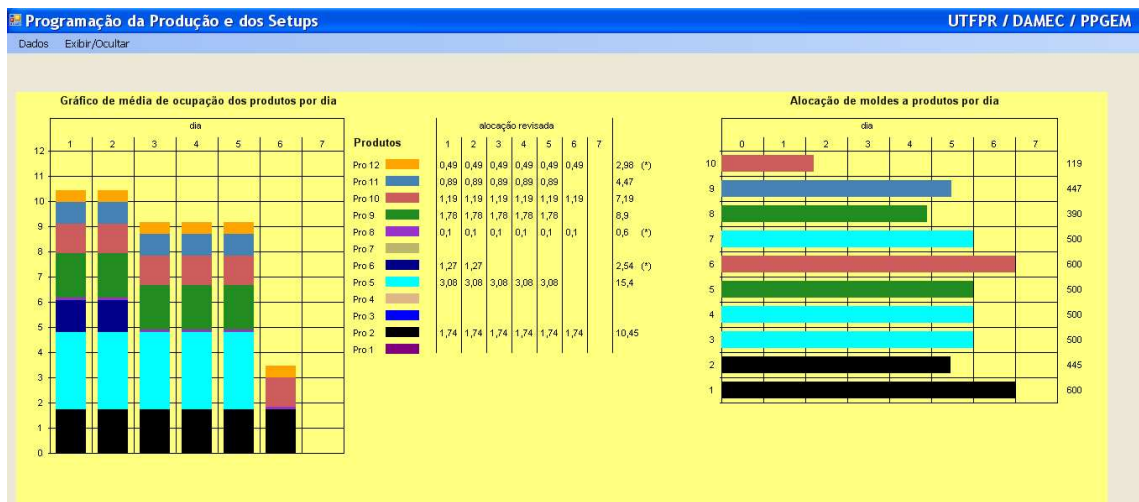 Programação da Produção e dos Setups UTFPR / DAMEC / PPGEM
Dados Exibir/Ocultar
Gráfico de média de ocupação dos produtos por dia
dia
1 2 3 4 5 6 7
12
11
10
9
8
7
6
5
4
3
2
1
0
Produtos
alocação revisada
1 2 3 4 5 6 7
Pro 12 0,49 0,49 0,49 0,49 0,49 0,49 2,98 (*)
Pro 11 0,89 0,89 0,89 0,89 0,89 4,47
Pro 10 1,19 1,19 1,19 1,19 1,19 1,19 7,19
Pro 9 1,78 1,78 1,78 1,78 1,78 8,9
Pro 8 0,1 0,1 0,1 0,1 0,1 0,1 0,6 (*)
Pro 7
Pro 6 1,27 1,27 2,54 (*)
Pro 5 3,08 3,08 3,08 3,08 3,08 15,4
Pro 4
Pro 3
Pro 2 1,74 1,74 1,74 1,74 1,74 1,74 10,45
Pro 1
Alocação de moldes a produtos por dia
dia
0 1 2 3 4 5 6 7
10 119
9 447
8 390
7 500
6 600
5 500
4 500
3 500
2 445
1 600